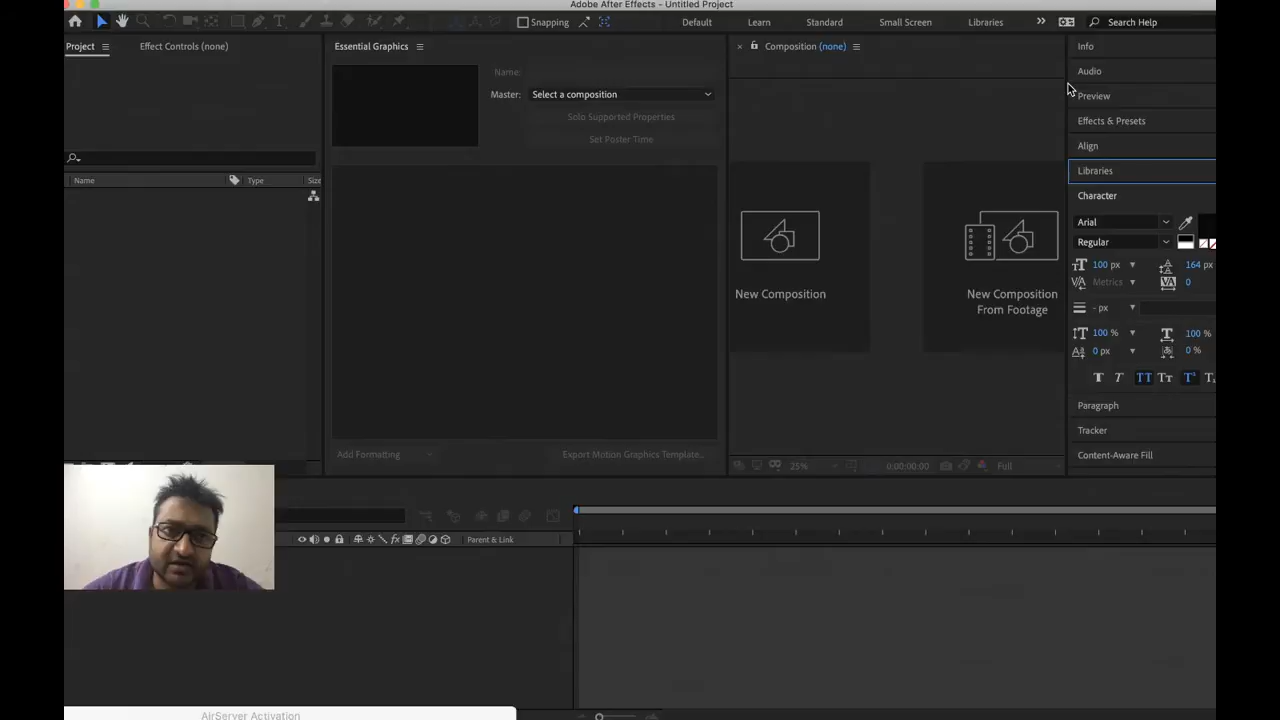 Adobe After Effects - Untitled Project
Snapping
Default
Learn
Standard
Small Screen
Libraries
Search Help
Project
Effect Controls (none)
Essential Graphics
Composition (none)
Info
Name:
Audio
Master: Select a composition
Preview
Solo Supported Properties
Effects & Presets
Set Poster Time
Align
Libraries
Name
Type
Size
Character
Arial
Regular
100 px
164 px
Metrics
0
New Composition
New Composition
From Footage
- px
100 %
100 %
0 px
0 %
TT
Paragraph
Tracker
Add Formatting
Export Motion Graphics Template...
Content-Aware Fill
25%
0:00:00:00
Full
Parent & Link
AirServer Activation